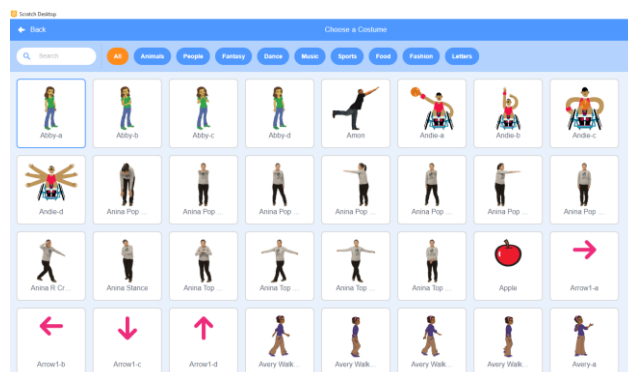 Scratch Desktop
Back Choose a Costume
Search All Animals People Fantasy Dance Music Sports Food Fashion Letters
Abby-a Abby-b Abby-c Abby-d Amon Andie-a Andie-b Andie-c
Andie-d Anina Pop ... Anina Pop ... Anina Pop ... Anina Pop ... Anina Pop ... Anina Pop ... Anina Pop ...
Anina R Cr... Anina Stance Anina Top ... Anina Top ... Anina Top ... Anina Top ... Apple Arrow1-a
Arrow1-b Arrow1-c Arrow1-d Avery Walk... Avery Walk... Avery Walk... Avery Walk... Avery-a